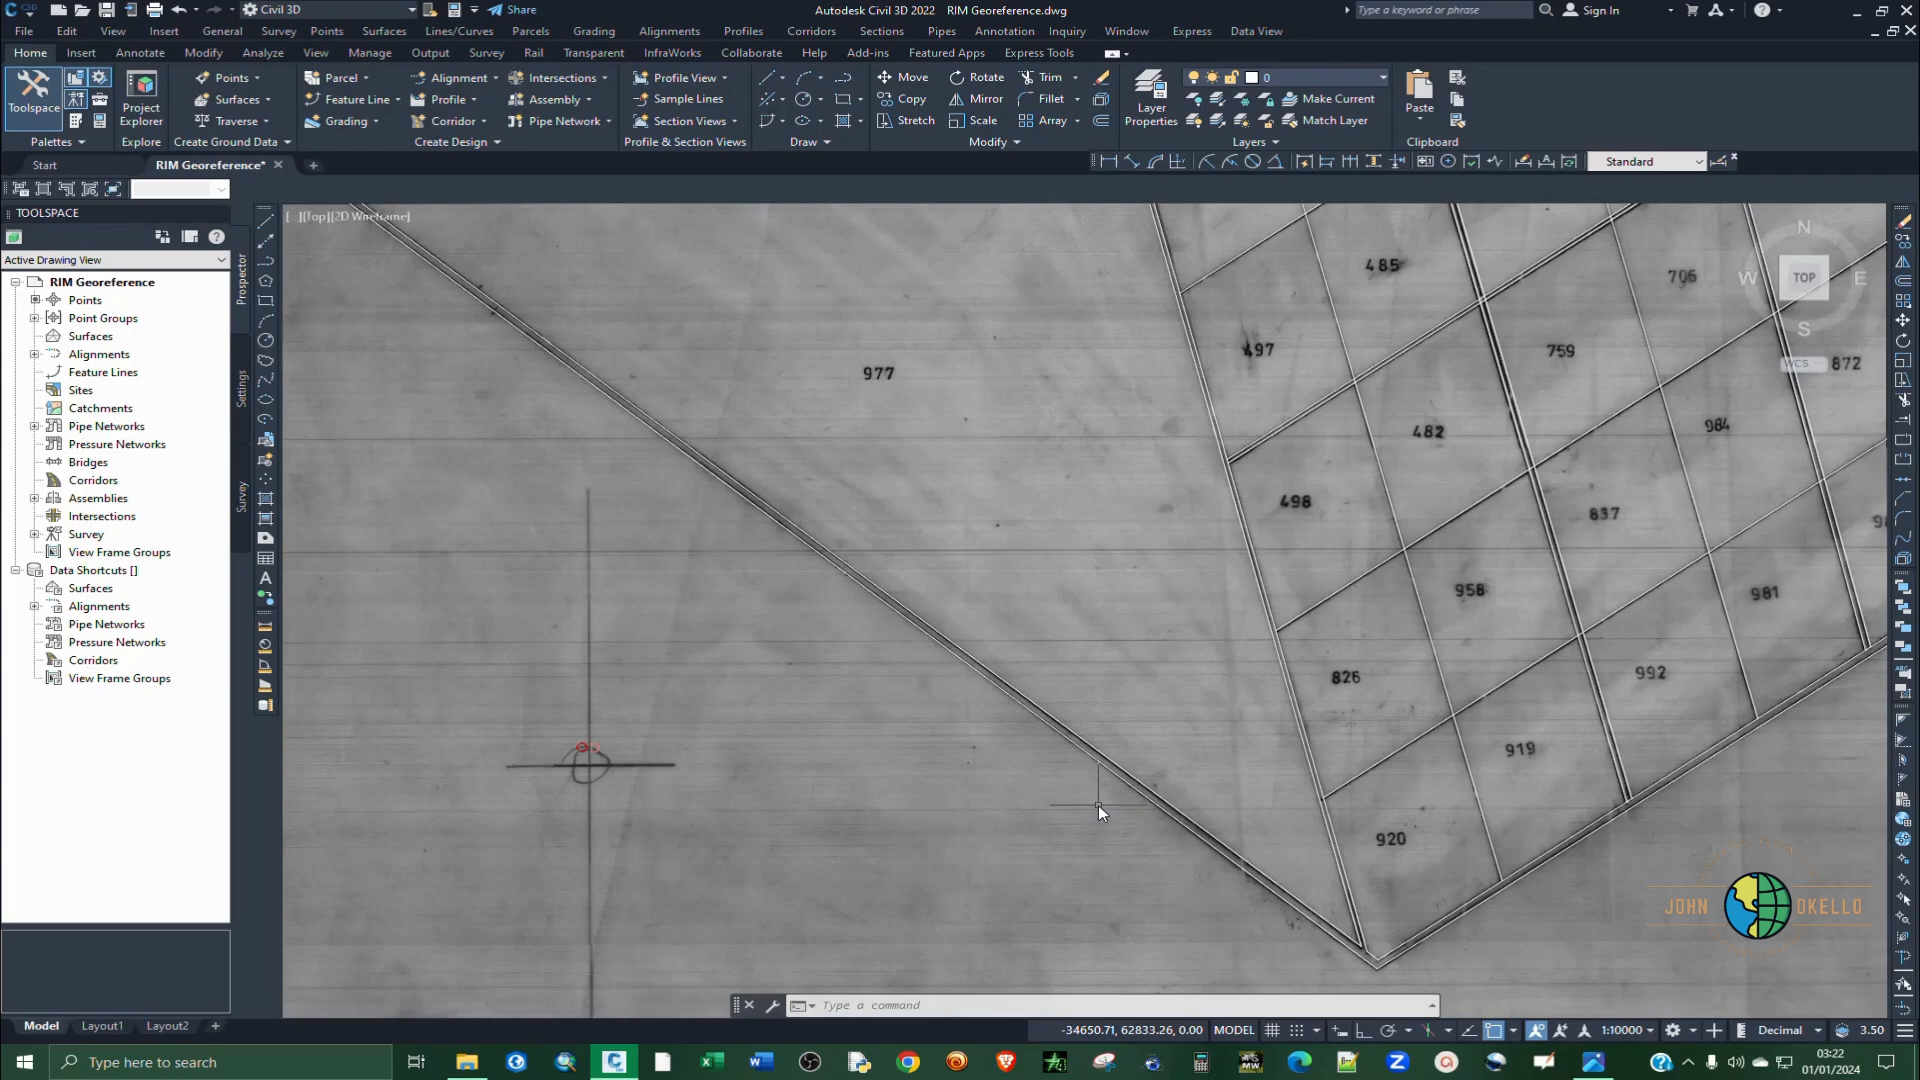 Civil 3D
Share
Autodesk Civil 3D 2022 RIM Georeference.dwg
Type a keyword or phrase
Sign In
File Edit View Insert General Survey Points Surfaces Lines/Curves Parcels Grading Alignments Profiles Corridors Sections Pipes Annotation Inquiry Window Express Data View
Home Insert Annotate Modify Analyze View Manage Output Survey Rail Transparent InfraWorks Collaborate Help Add-ins Featured Apps Express Tools
Toolspace
Project Explorer
Points
Surfaces
Traverse
Parcel
Feature Line
Grading
Alignment
Profile
Corridor
Intersections
Assembly
Pipe Network
Profile View
Sample Lines
Section Views
Move
Copy
Stretch
Rotate
Mirror
Scale
Trim
Fillet
Array
Layer Properties
0
Make Current
Match Layer
Paste
Palettes Explore Create Ground Data Create Design Profile & Section Views Draw Modify Layers Clipboard
Start RIM Georeference*
Standard
TOOLSPACE
Active Drawing View
RIM Georeference
Points
Point Groups
Surfaces
Alignments
Feature Lines
Sites
Catchments
Pipe Networks
Pressure Networks
Bridges
Corridors
Assemblies
Intersections
Survey
View Frame Groups
Data Shortcuts []
Surfaces
Alignments
Pipe Networks
Pressure Networks
Corridors
View Frame Groups
Prospector
Settings
Survey
[-][Top][2D Wireframe]
N
W TOP E
S
WCS
485
706
497
759
872
977
482
984
498
837
958
981
826
992
919
920
JOHN OKELLO
Type a command
Model Layout1 Layout2
-34650.71, 62833.26, 0.00 MODEL
1:10000
Decimal
3.50
Type here to search
03:22
01/01/2024